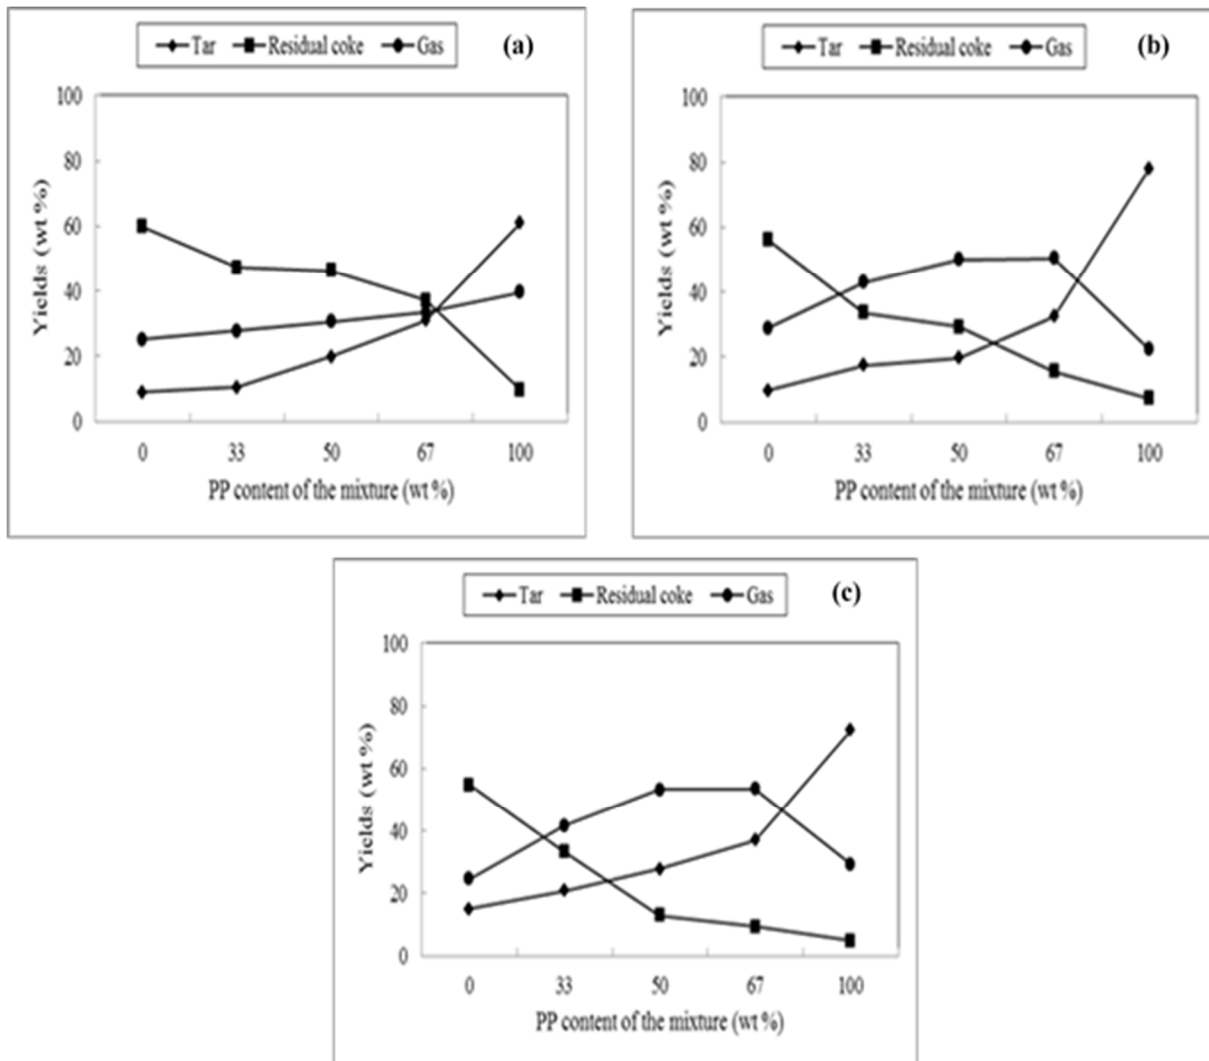 Tar Residual coke Gas (a)
100
80
60
40
20
0
Yields (wt %)
0 33 50 67 100
PP content of the mixture (wt %)
Tar Residual coke Gas (b)
100
80
60
40
20
0
Yields (wt %)
0 33 50 67 100
PP content of the mixture (wt %)
Tar Residual coke Gas (c)
100
80
60
40
20
0
Yields (wt %)
0 33 50 67 100
PP content of the mixture (wt %)